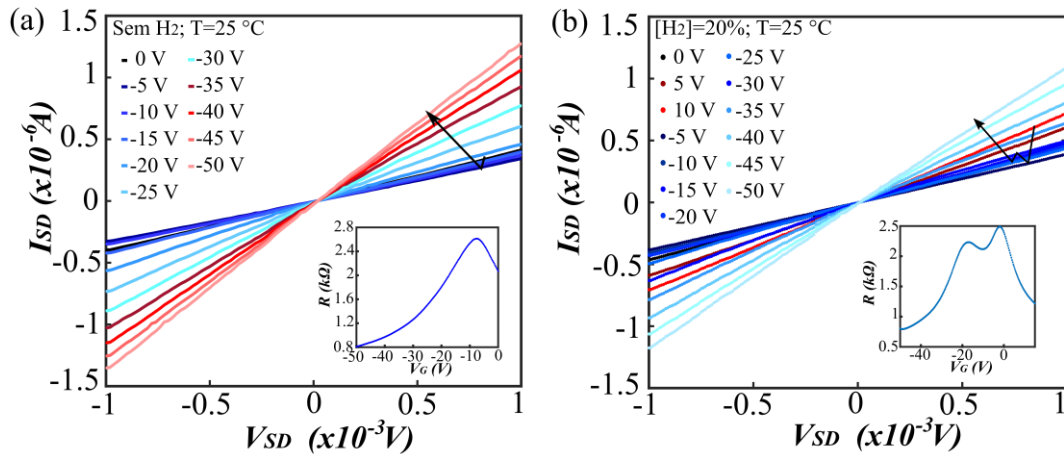 (a)
Sem H2; T=25 °C
0 V
-5 V
-10 V
-15 V
-20 V
-25 V
-30 V
-35 V
-40 V
-45 V
-50 V
ISD (x10-6A)
1.5
1
0.5
0
-0.5
-1
-1.5
-1
-0.5
0
0.5
1
VSD (x10-3V)
R (kΩ)
2.8
2.4
2.0
1.6
1.2
0.8
-50
-40
-30
-20
-10
0
VG (V)
(b)
[H2]=20%; T=25 °C
0 V
5 V
10 V
-5 V
-10 V
-15 V
-20 V
-25 V
-30 V
-35 V
-40 V
-45 V
-50 V
ISD (x10-6A)
1.5
1
0.5
0
-0.5
-1
-1.5
-1
-0.5
0
0.5
1
VSD (x10-3V)
R (kΩ)
2.5
2
1.5
1
0.5
-40
-20
0
VG (V)